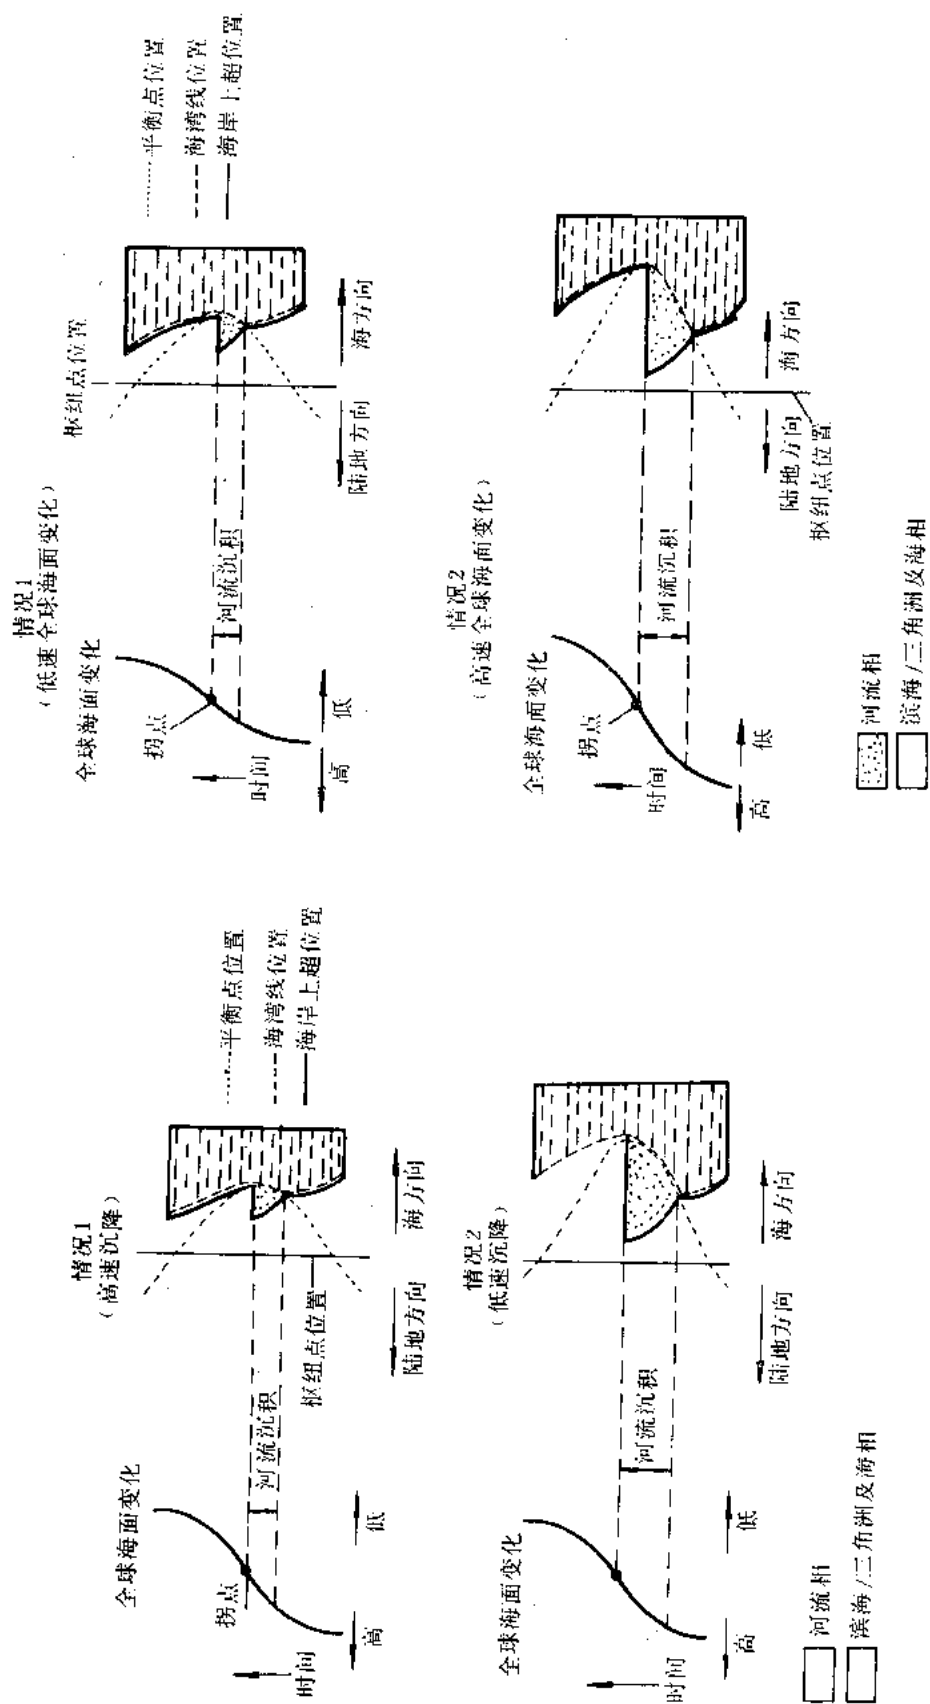 情况1
(高速沉降)
全球海面变化
拐点
时间
高
低
河流沉积
枢纽点位置
陆地方向
海方向
平衡点位置
海湾线位置
海岸上超位置
情况2
(低速沉降)
全球海面变化
时间
高
低
河流沉积
陆地方向
海方向
河流相
滨海/三角洲及海相
情况1
(低速全球海面变化)
全球海面变化
拐点
时间
高
低
河流沉积
枢纽点位置
陆地方向
海方向
平衡点位置
海湾线位置
海岸上超位置
情况2
(高速全球海面变化)
全球海面变化
拐点
时间
高
低
河流沉积
陆地方向
海方向
枢纽点位置
河流相
滨海/三角洲及海相